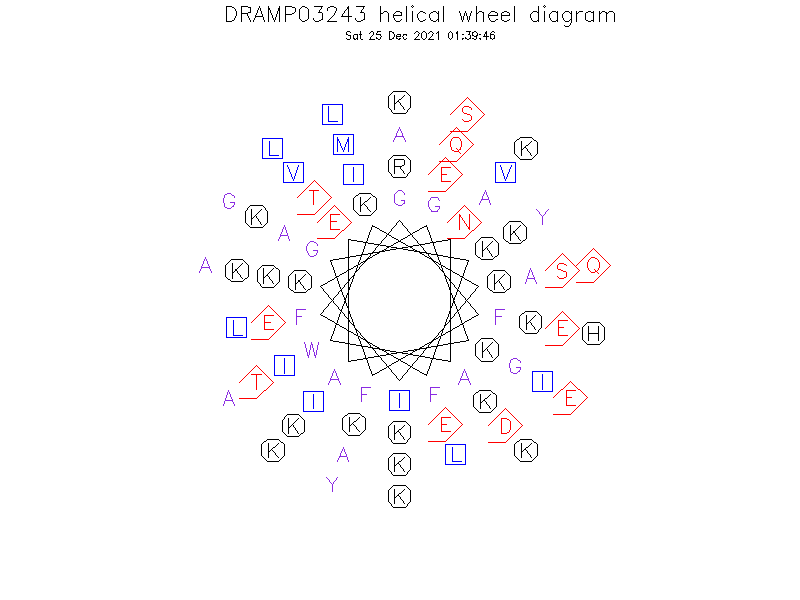 DRAMP03243 helical wheel diagram
Sat 25 Dec 2021 01:39:46
K
L S
A
M Q
L K
R
V I E V
T K G G A
G K E N Y
A G K K
A K K K K A S Q
L E F F K E H
W K
I G
T A A I
A I F I F K E
K K K E D
K A K L K
Y K
K